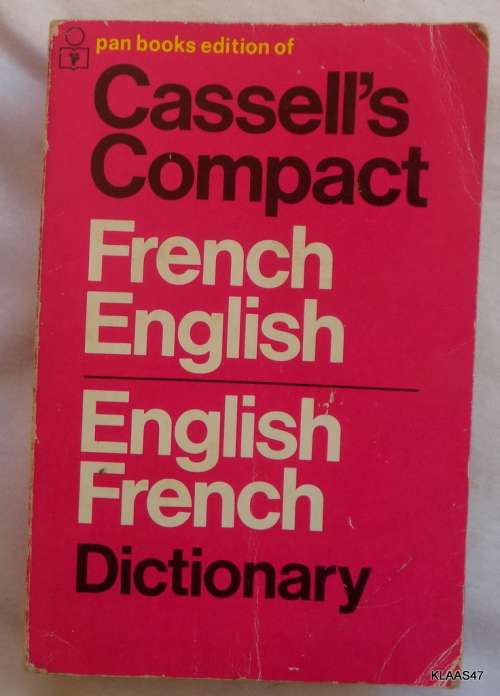 pan books edition of
Cassell's
Compact
French
English
English
French
Dictionary
KLAAS47